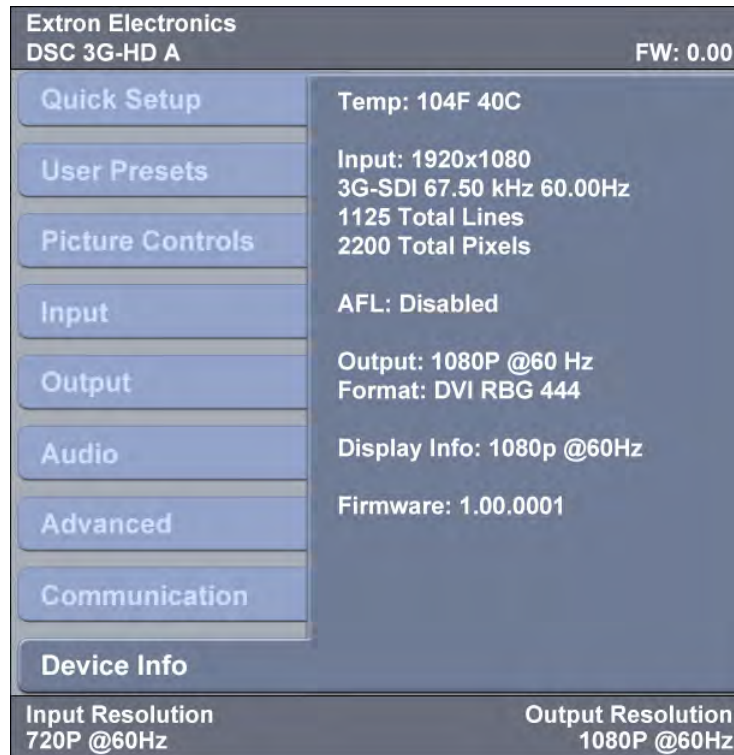 Extron Electronics
DSC 3G-HD A
FW: 0.00
Quick Setup
User Presets
Picture Controls
Input
Output
Audio
Advanced
Communication
Device Info
Temp: 104F 40C
Input: 1920x1080
3G-SDI 67.50 kHz 60.00Hz
1125 Total Lines
2200 Total Pixels
AFL: Disabled
Output: 1080P @60 Hz
Format: DVI RBG 444
Display Info: 1080p @60Hz
Firmware: 1.00.0001
Input Resolution
720P @60Hz
Output Resolution
1080P @60Hz